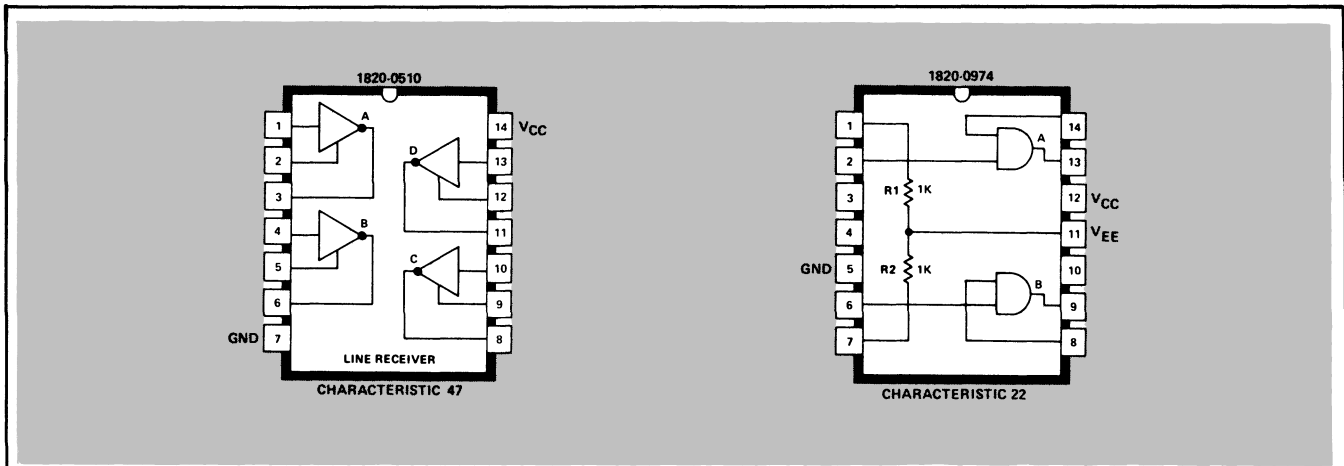 1820-0510
1
2
3
4
5
6
GND 7
A
B
C
D
14 VCC
13
12
11
10
9
8
LINE RECEIVER
CHARACTERISTIC 47
1820-0974
1
2
3
4
GND 5
6
7
R1 1K
R2 1K
A
B
14
13
12 VCC
11 VEE
10
9
8
CHARACTERISTIC 22